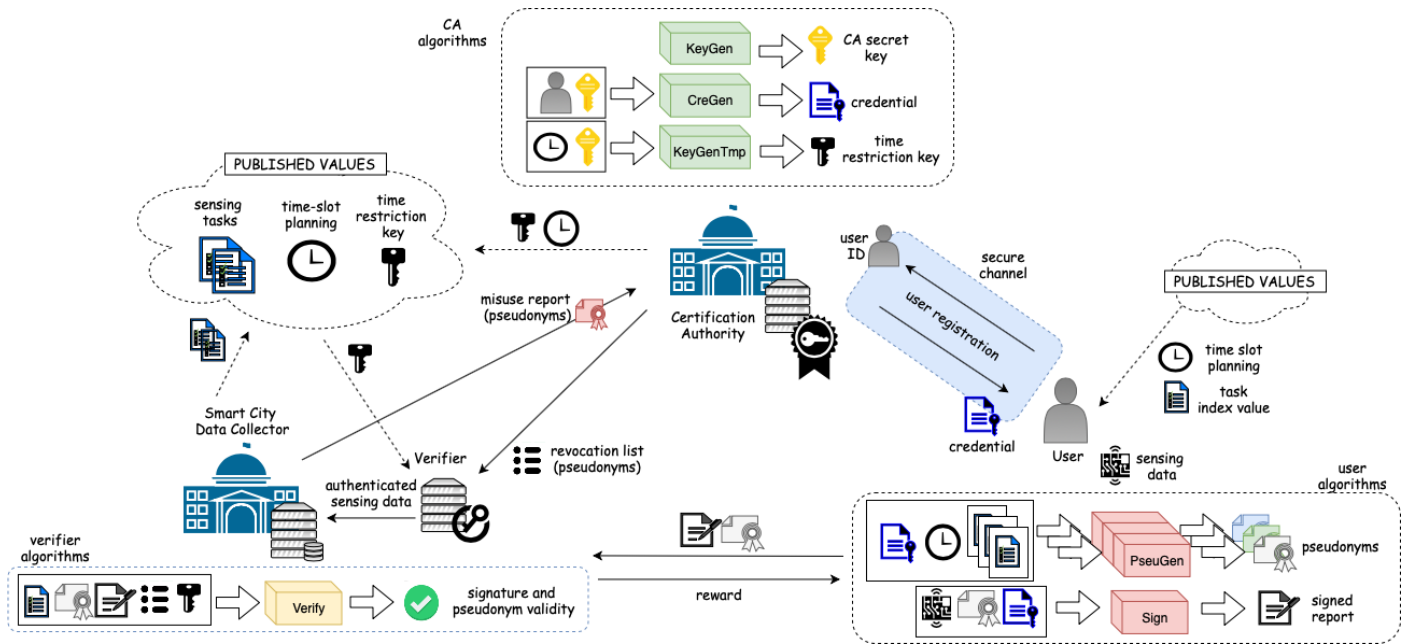 CA
algorithms
KeyGen
CA secret
key
CreGen
credential
KeyGenTmp
time
restriction key
PUBLISHED VALUES
sensing
tasks
time-slot
planning
time
restriction
key
user
ID
secure
channel
PUBLISHED VALUES
misuse report
(pseudonyms)
Certification
Authority
user registration
time slot
planning
task
index value
Smart City
Data Collector
credential
User
Verifier
revocation list
(pseudonyms)
sensing
data
authenticated
sensing data
user
algorithms
verifier
algorithms
PseuGen
pseudonyms
reward
Verify
signature and
pseudonym validity
Sign
signed
report